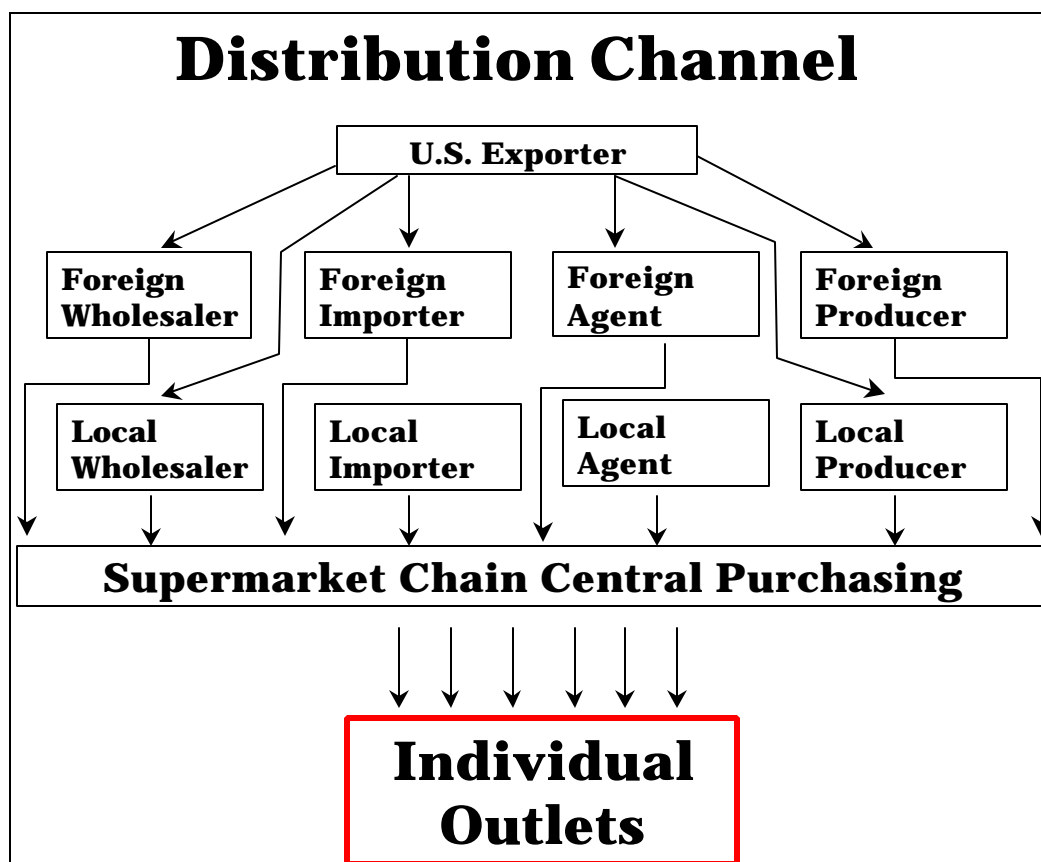 Distribution Channel
U.S. Exporter
Foreign
Wholesaler
Foreign
Importer
Foreign
Agent
Foreign
Producer
Local
Wholesaler
Local
Importer
Local
Agent
Local
Producer
Supermarket Chain Central Purchasing
Individual
Outlets